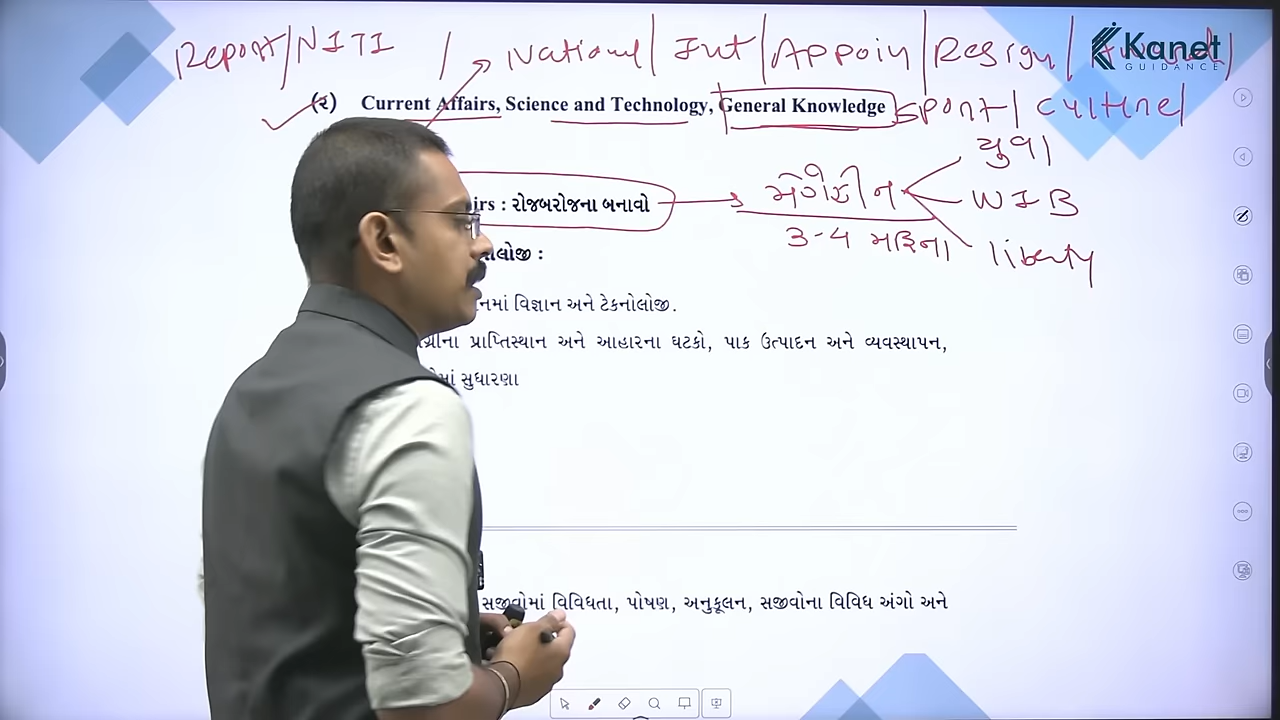 Report/NITI / National/ Int/Appoin/Resign/
Kanet
GUIDANCE
(૨) Current Affairs, Science and Technology, General Knowledge
Sport/ Culture/
યુવા
મેગેઝીન
WIB
irs : રોજબરોજના બનાવો
3-4 મહિના
liberty
લોજી :
નમાં વિજ્ઞાન અને ટેકનોલોજી.
ગ્રીના પ્રાપ્તિસ્થાન અને આહારના ઘટકો, પાક ઉત્પાદન અને વ્યવસ્થાપન,
માં સુધારણા
સજીવોમાં વિવિધતા, પોષણ, અનુકૂલન, સજીવોના વિવિધ અંગો અને